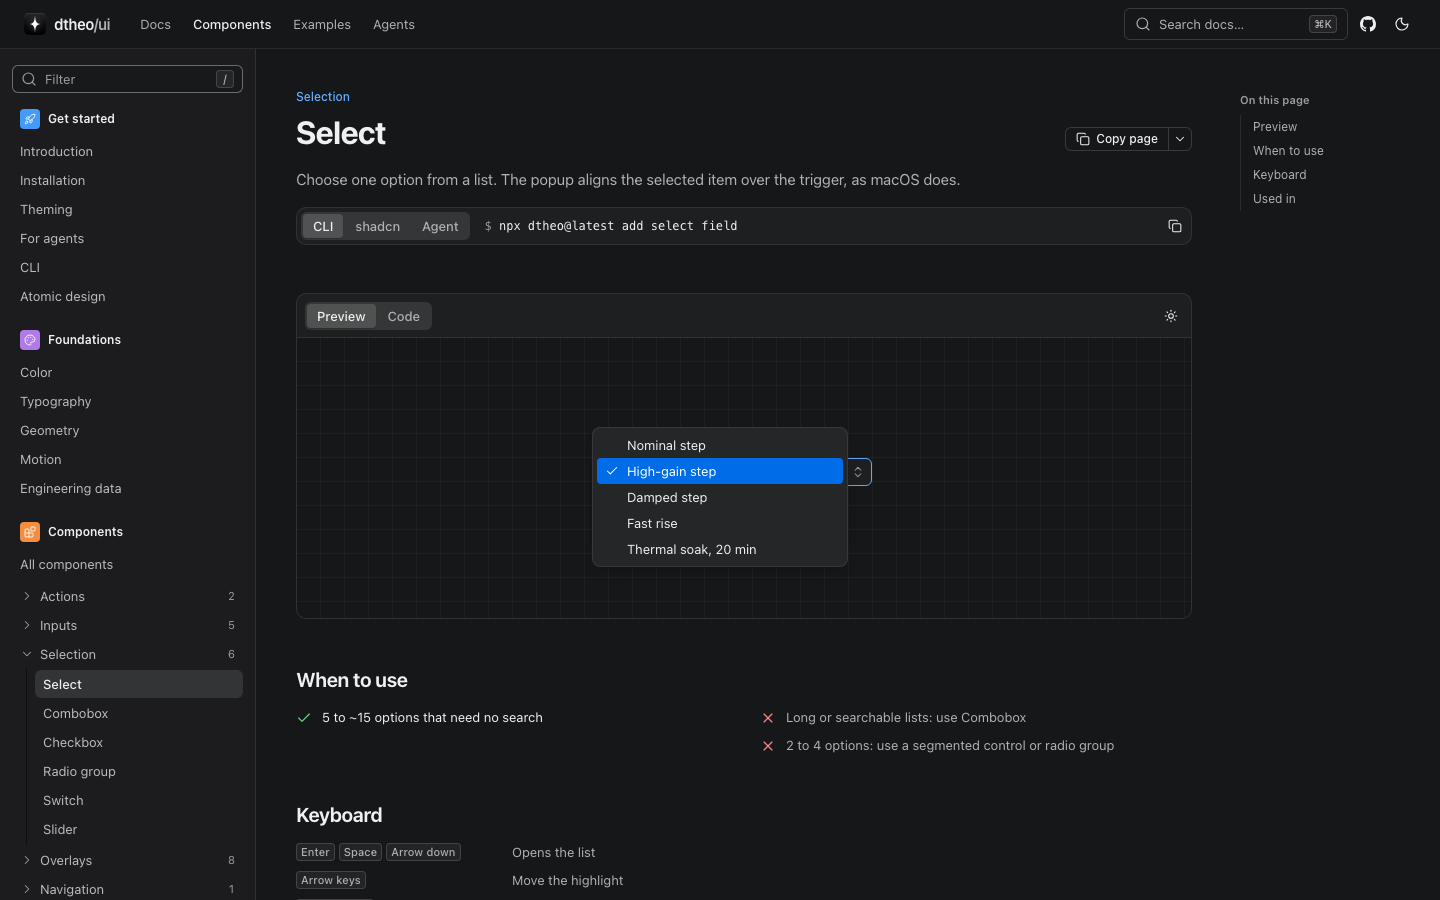 dtheo/ui
Docs
Components
Examples
Agents
Search docs...
⌘K
Filter
/
Get started
Introduction
Installation
Theming
For agents
CLI
Atomic design
Foundations
Color
Typography
Geometry
Motion
Engineering data
Components
All components
Actions 2
Inputs 5
Selection 6
Select
Combobox
Checkbox
Radio group
Switch
Slider
Overlays 8
Navigation 1
Selection
Select
Copy page
Choose one option from a list. The popup aligns the selected item over the trigger, as macOS does.
CLI shadcn Agent $ npx dtheo@latest add select field
Preview Code
Nominal step
High-gain step
Damped step
Fast rise
Thermal soak, 20 min
When to use
5 to ~15 options that need no search
Long or searchable lists: use Combobox
2 to 4 options: use a segmented control or radio group
Keyboard
Enter Space Arrow down Opens the list
Arrow keys Move the highlight
On this page
Preview
When to use
Keyboard
Used in